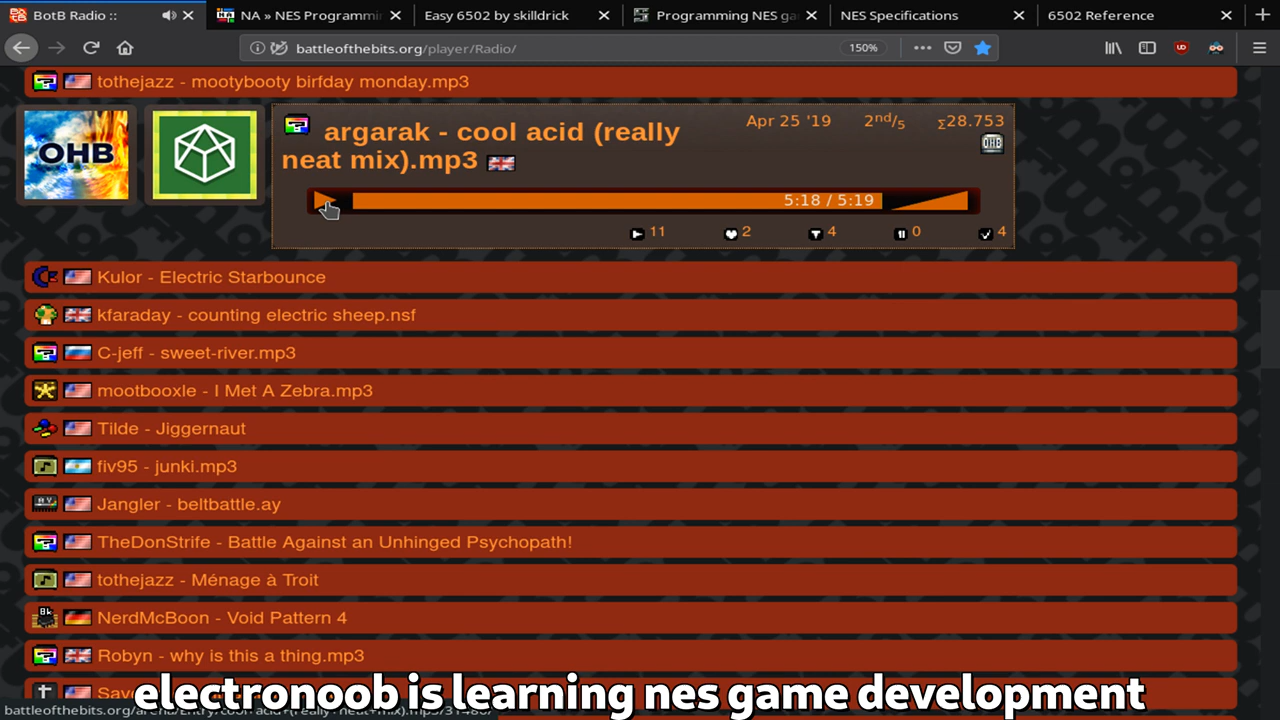 BotB Radio ::
NA » NES Programmi
Easy 6502 by skilldrick
Programming NES ga
NES Specifications
6502 Reference
battleofthebits.org/player/Radio/
150%
tothejazz - mootybooty birfday monday.mp3
OHB
argarak - cool acid (really
neat mix).mp3
Apr 25 '19 2nd/5 Σ28.753
OHB
5:18 / 5:19
11 2 4 0 4
Kulor - Electric Starbounce
kfaraday - counting electric sheep.nsf
C-jeff - sweet-river.mp3
mootbooxle - I Met A Zebra.mp3
Tilde - Jiggernaut
fiv95 - junki.mp3
Jangler - beltbattle.ay
TheDonStrife - Battle Against an Unhinged Psychopath!
tothejazz - Ménage à Troit
NerdMcBoon - Void Pattern 4
Robyn - why is this a thing.mp3
electronoob is learning nes game development